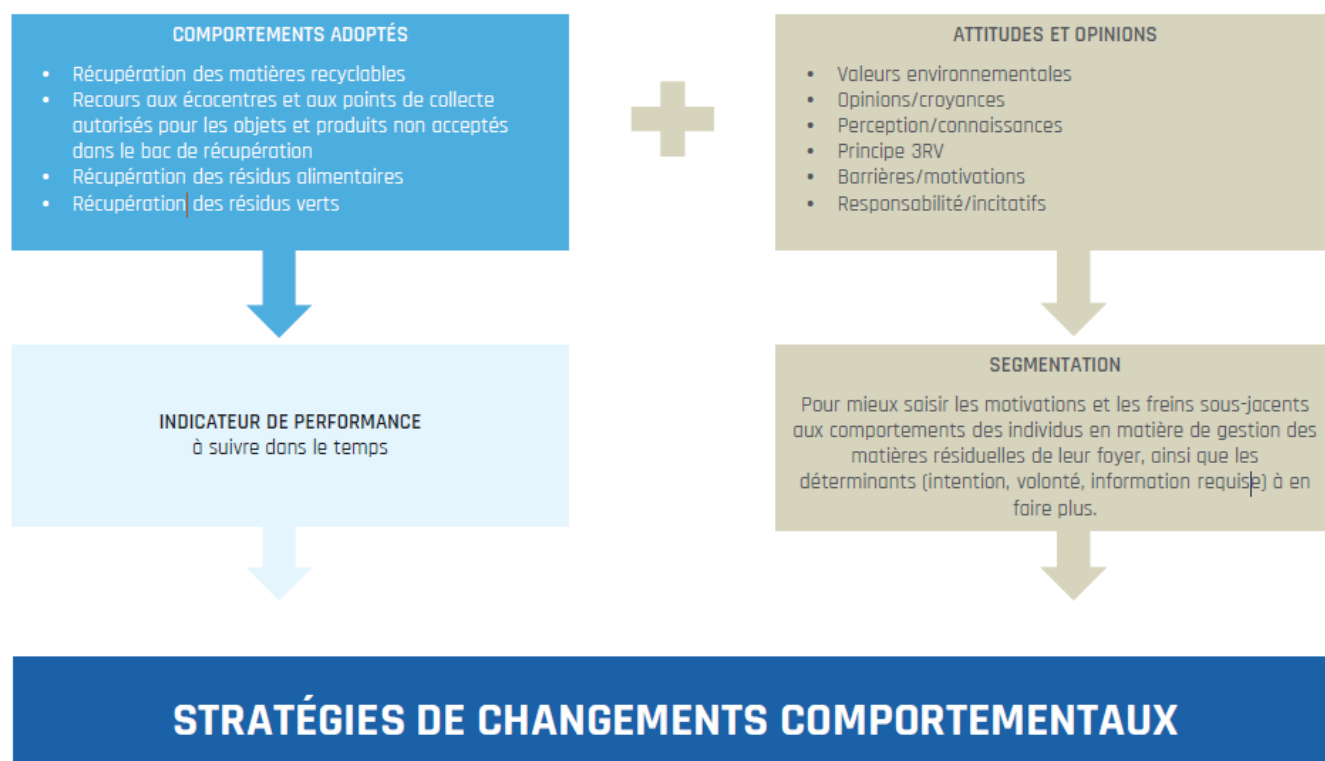 COMPORTEMENTS ADOPTÉS
• Récupération des matières recyclables
• Recours aux écocentres et aux points de collecte
autorisés pour les objets et produits non acceptés
dans le bac de récupération
• Récupération des résidus alimentaires
• Récupération des résidus verts
ATTITUDES ET OPINIONS
• Valeurs environnementales
• Opinions/croyances
• Perception/connaissances
• Principe 3RV
• Barrières/motivations
• Responsabilité/incitatifs
INDICATEUR DE PERFORMANCE
à suivre dans le temps
SEGMENTATION
Pour mieux saisir les motivations et les freins sous-jacents
aux comportements des individus en matière de gestion des
matières résiduelles de leur foyer, ainsi que les
déterminants (intention, volonté, information requise) à en
faire plus.
STRATÉGIES DE CHANGEMENTS COMPORTEMENTAUX